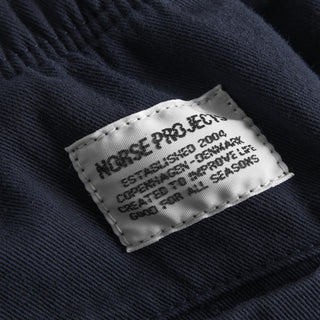 NORSE PROJECTS
ESTABLISHED 2004
COPENHAGEN-DENMARK
CREATED TO IMPROVE LIFE
GOOD FOR ALL SEASONS